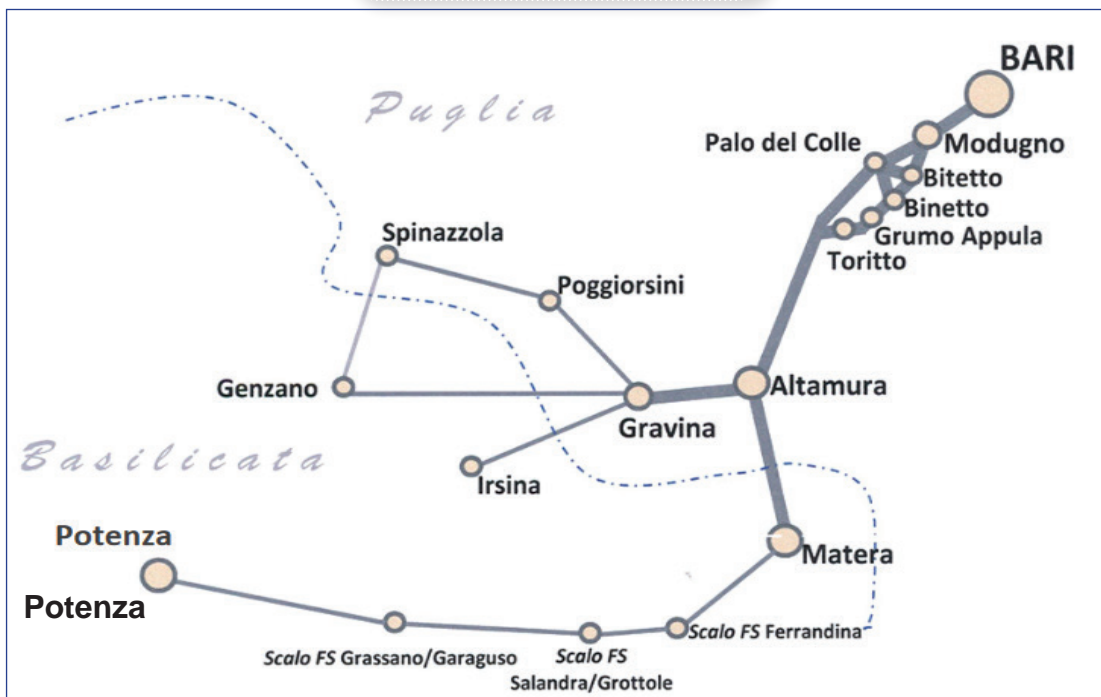 BARI
Puglia
Palo del Colle
Modugno
Bitetto
Binetto
Grumo Appula
Toritto
Spinazzola
Poggiorsini
Genzano
Altamura
Gravina
Basilicata
Irsina
Potenza
Matera
Potenza
Scalo FS Ferrandina
Scalo FS Grassano/Garaguso
Scalo FS
Salandra/Grottole